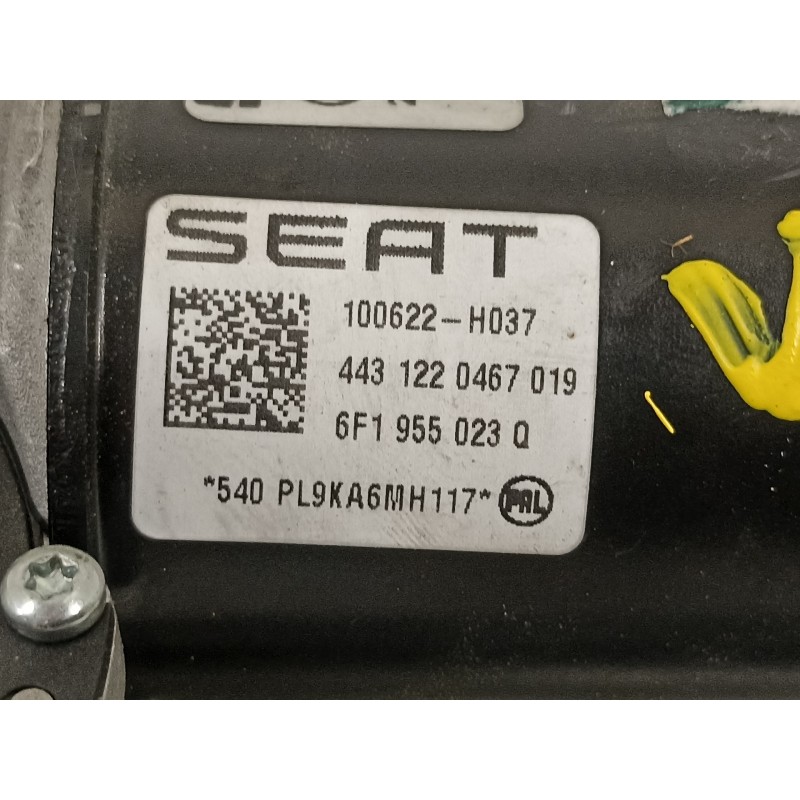 SEAT
100622-H037
443 122 0467 019
6F1 955 023 Q
*540 PL9KA6MH117* PAL